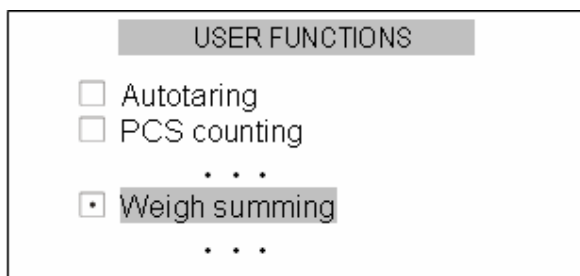 USER FUNCTIONS
Autotaring
PCS counting
. . .
Weigh summing
. . .